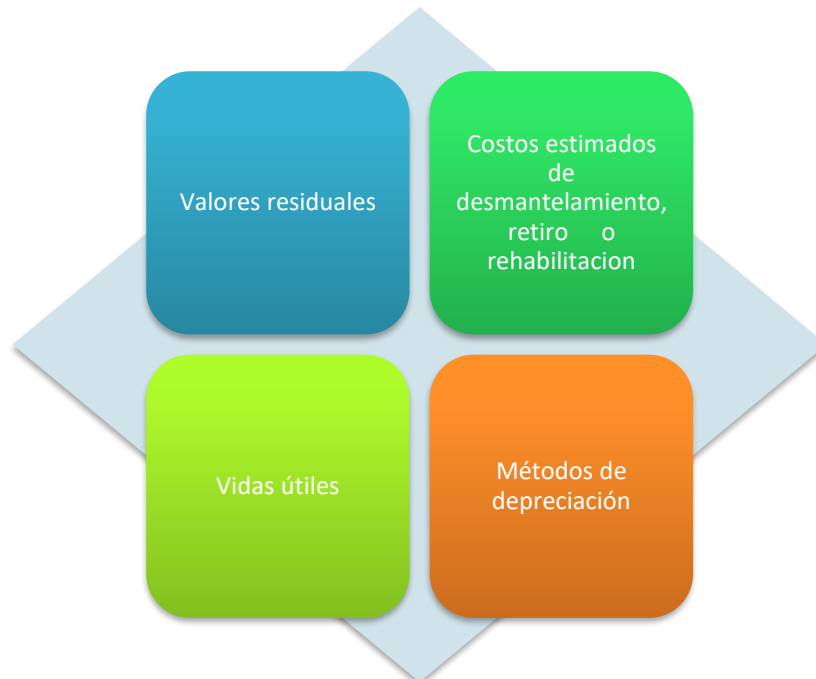 Valores residuales
Costos estimados
de
desmantelamiento,
retiro o
rehabilitacion
Vidas útiles
Métodos de
depreciación